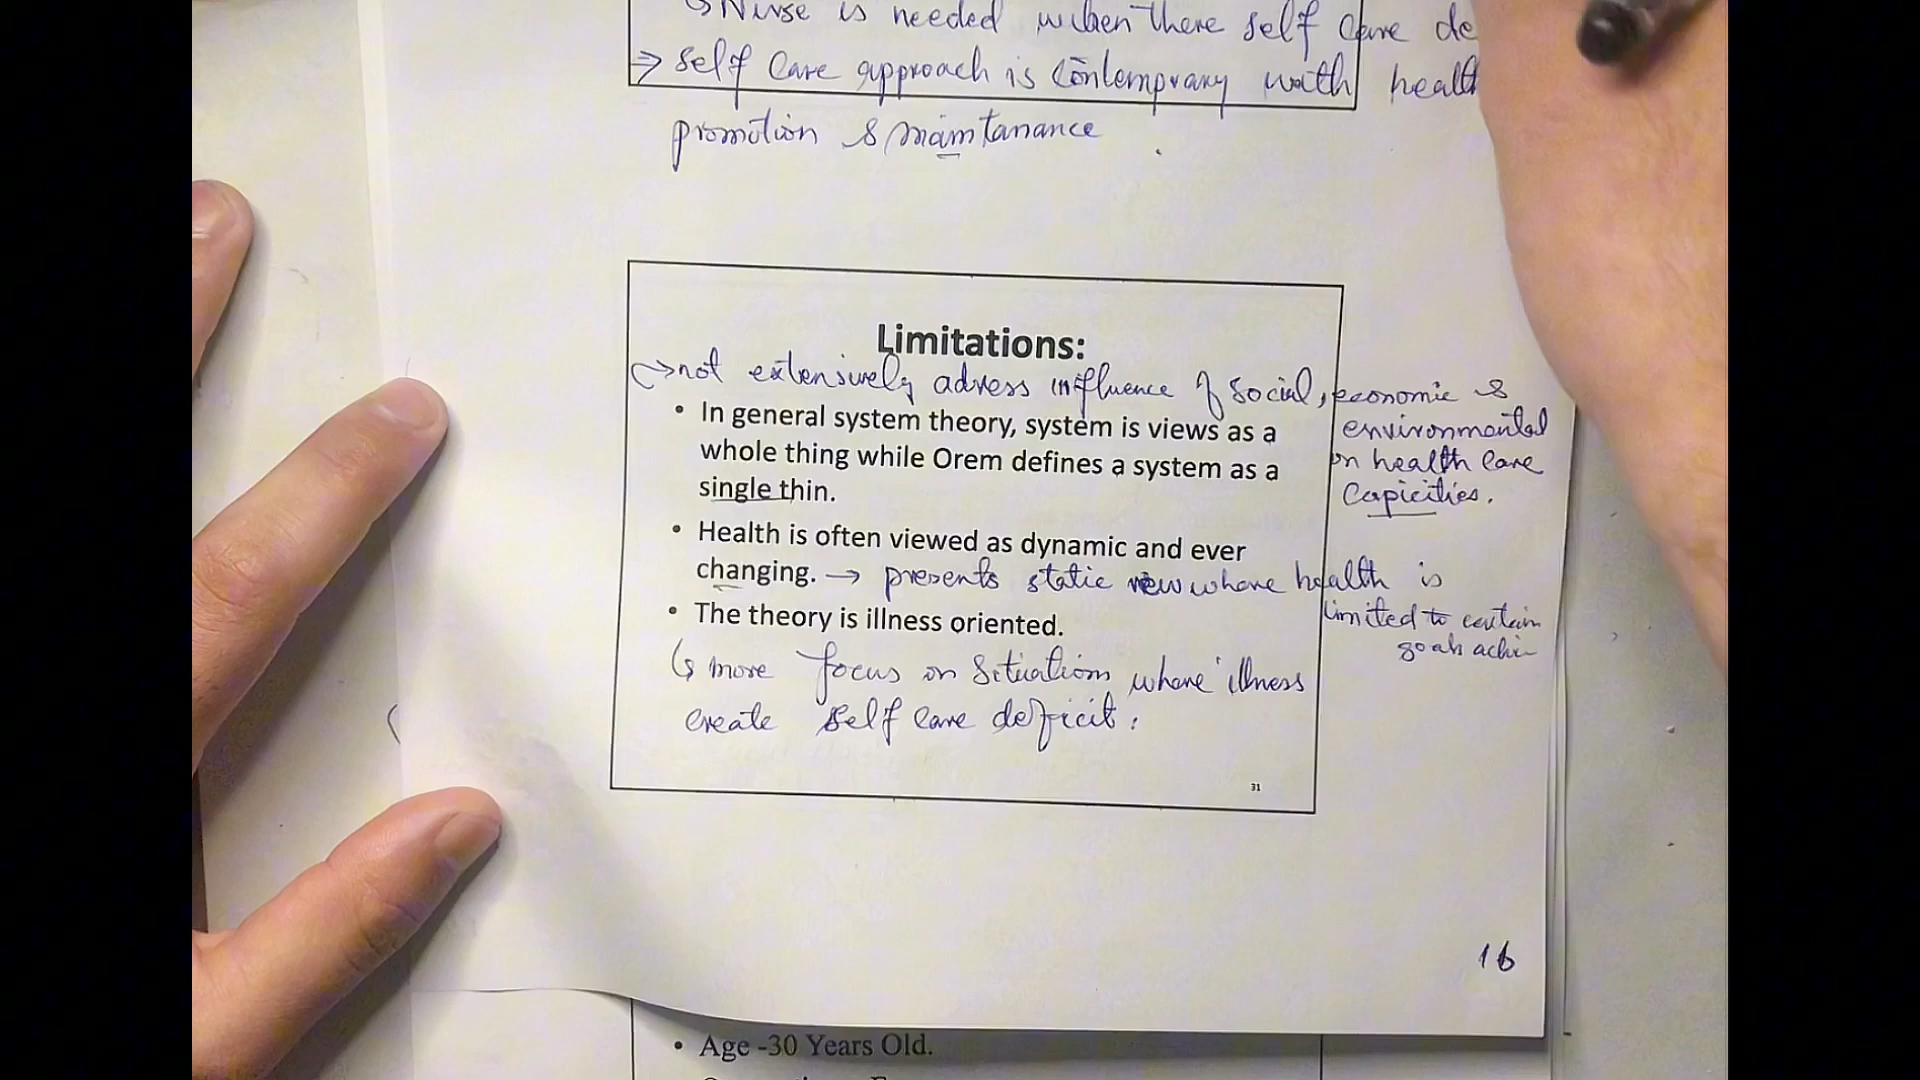 Nurse is needed when there self care de
⇒ self care approach is contemprary with health
promotion & maintanance
Limitations:
→ not extensively adress influence of social, economic &
environmental
on health care
Capicities.
• In general system theory, system is views as a
whole thing while Orem defines a system as a
single thin.
• Health is often viewed as dynamic and ever
changing. → presents static view where health is
limited to certain
goals achi
• The theory is illness oriented.
↳ more focus on situations where illness
create self care deficit.
31
16
• Age -30 Years Old.